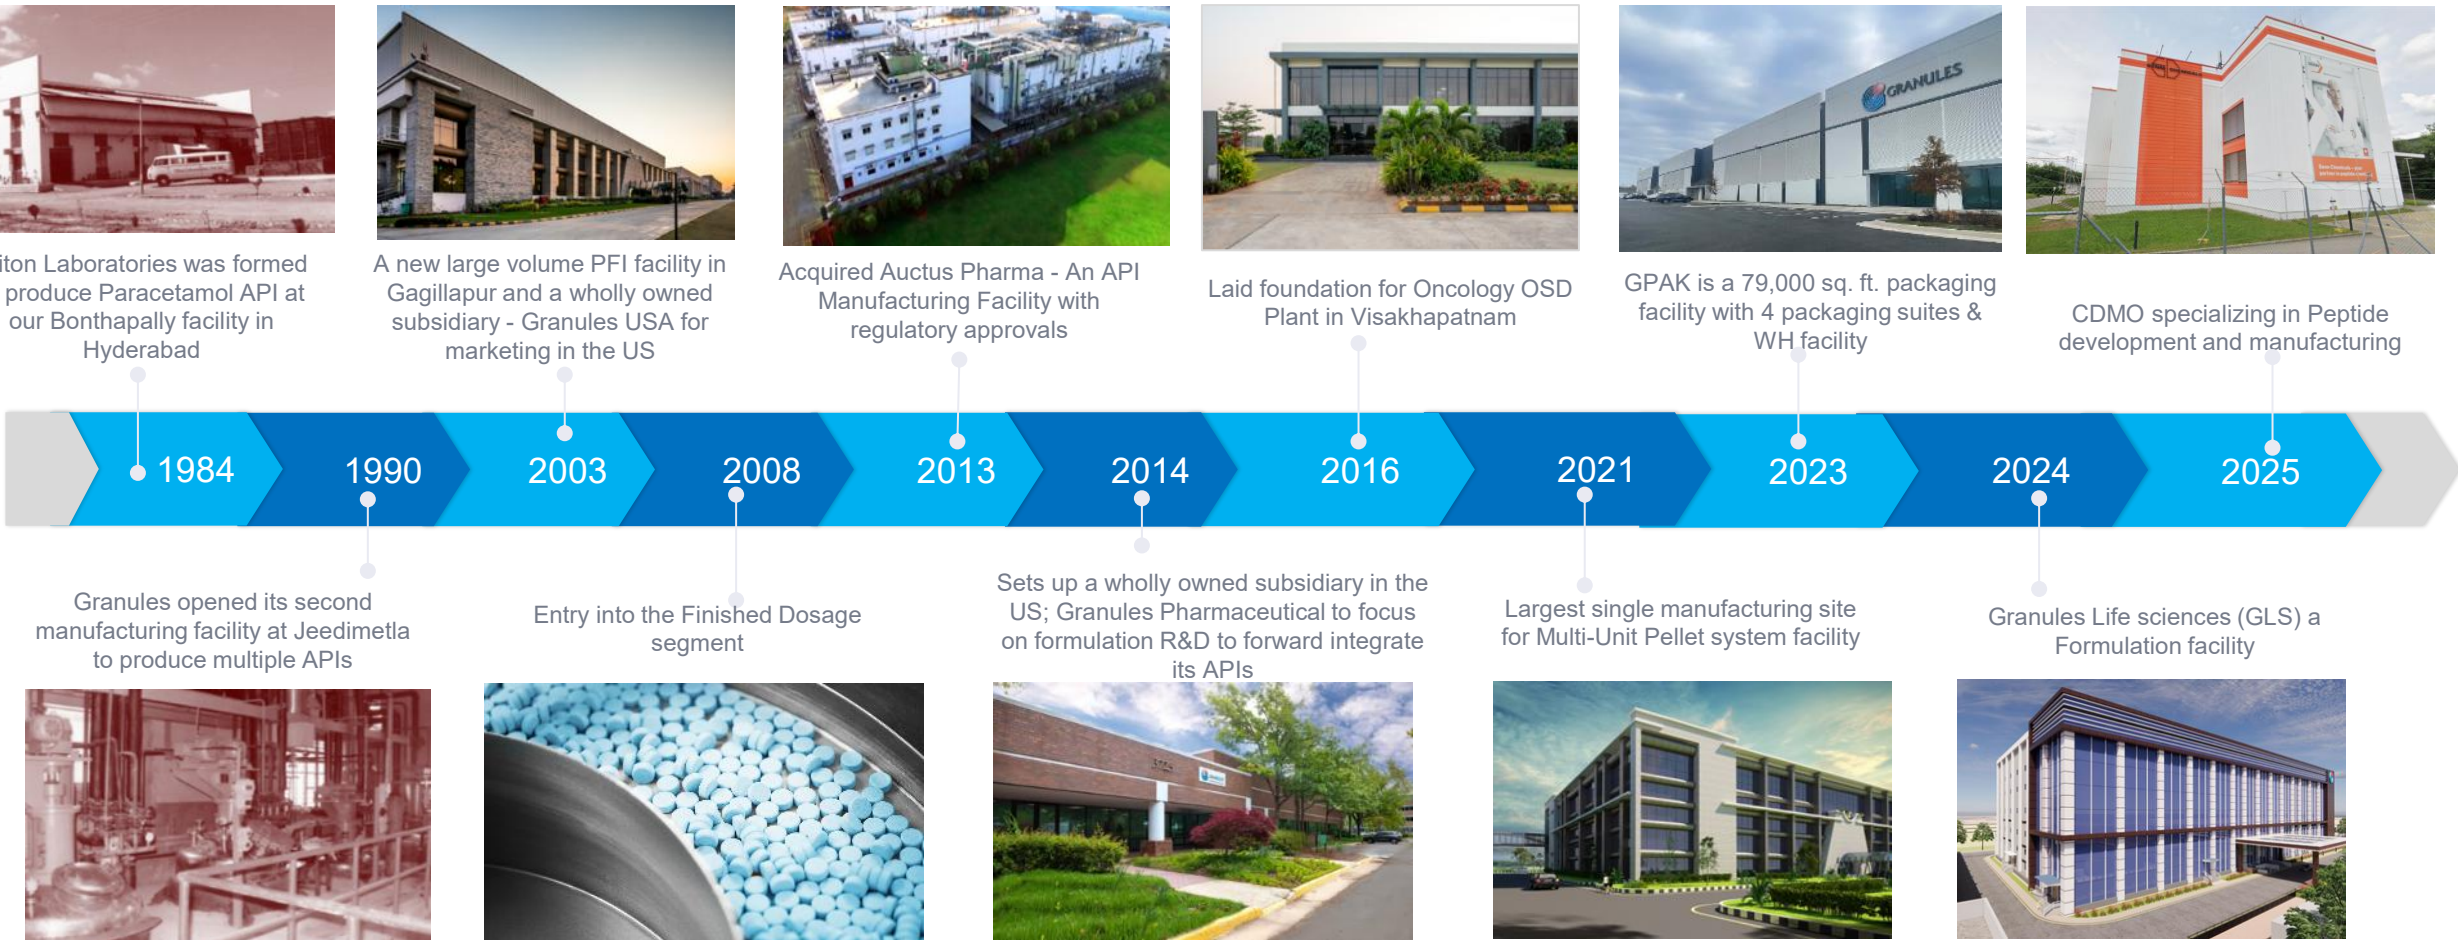 GRANULES
iton Laboratories was formed
produce Paracetamol API at
our Bonthapally facility in
Hyderabad
A new large volume PFI facility in
Gagillapur and a wholly owned
subsidiary - Granules USA for
marketing in the US
Acquired Auctus Pharma - An API
Manufacturing Facility with
regulatory approvals
Laid foundation for Oncology OSD
Plant in Visakhapatnam
GPAK is a 79,000 sq. ft. packaging
facility with 4 packaging suites &
WH facility
CDMO specializing in Peptide
development and manufacturing
1984
1990
2003
2008
2013
2014
2016
2021
2023
2024
2025
Granules opened its second
manufacturing facility at Jeedimetla
to produce multiple APIs
Entry into the Finished Dosage
segment
Sets up a wholly owned subsidiary in the
US; Granules Pharmaceutical to focus
on formulation R&D to forward integrate
its APIs
Largest single manufacturing site
for Multi-Unit Pellet system facility
Granules Life sciences (GLS) a
Formulation facility